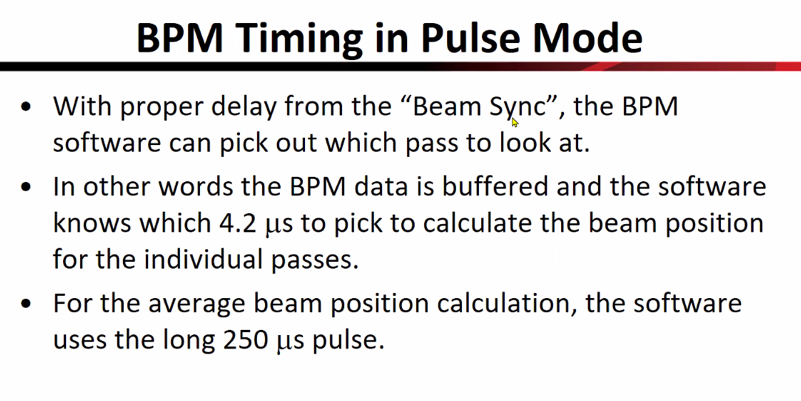 BPM Timing in Pulse Mode
• With proper delay from the “Beam Sync”, the BPM
software can pick out which pass to look at.
• In other words the BPM data is buffered and the software
knows which 4.2 μs to pick to calculate the beam position
for the individual passes.
• For the average beam position calculation, the software
uses the long 250 μs pulse.